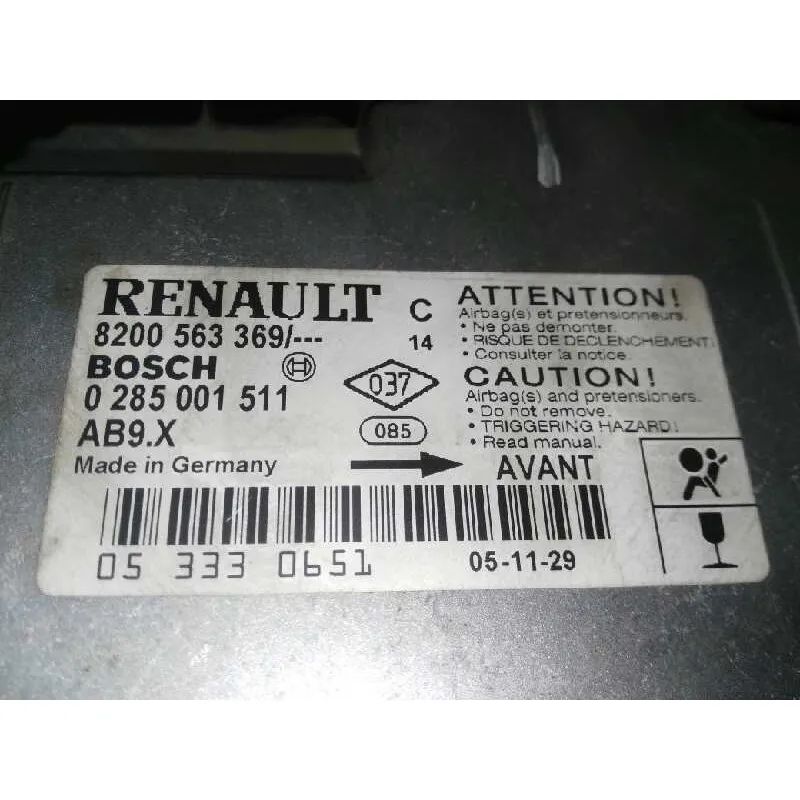 RENAULT
8200 563 369/---
BOSCH
0 285 001 511
AB9.X
Made in Germany
C
14
037
085
ATTENTION!
Airbag(s) et pretensionneurs.
• Ne pas demonter.
• RISQUE DE DECLENCHEMENT!
• Consulter la notice.
CAUTION!
Airbag(s) and pretensioners.
• Do not remove.
• TRIGGERING HAZARD!
• Read manual.
AVANT
05 333 0651
05-11-29